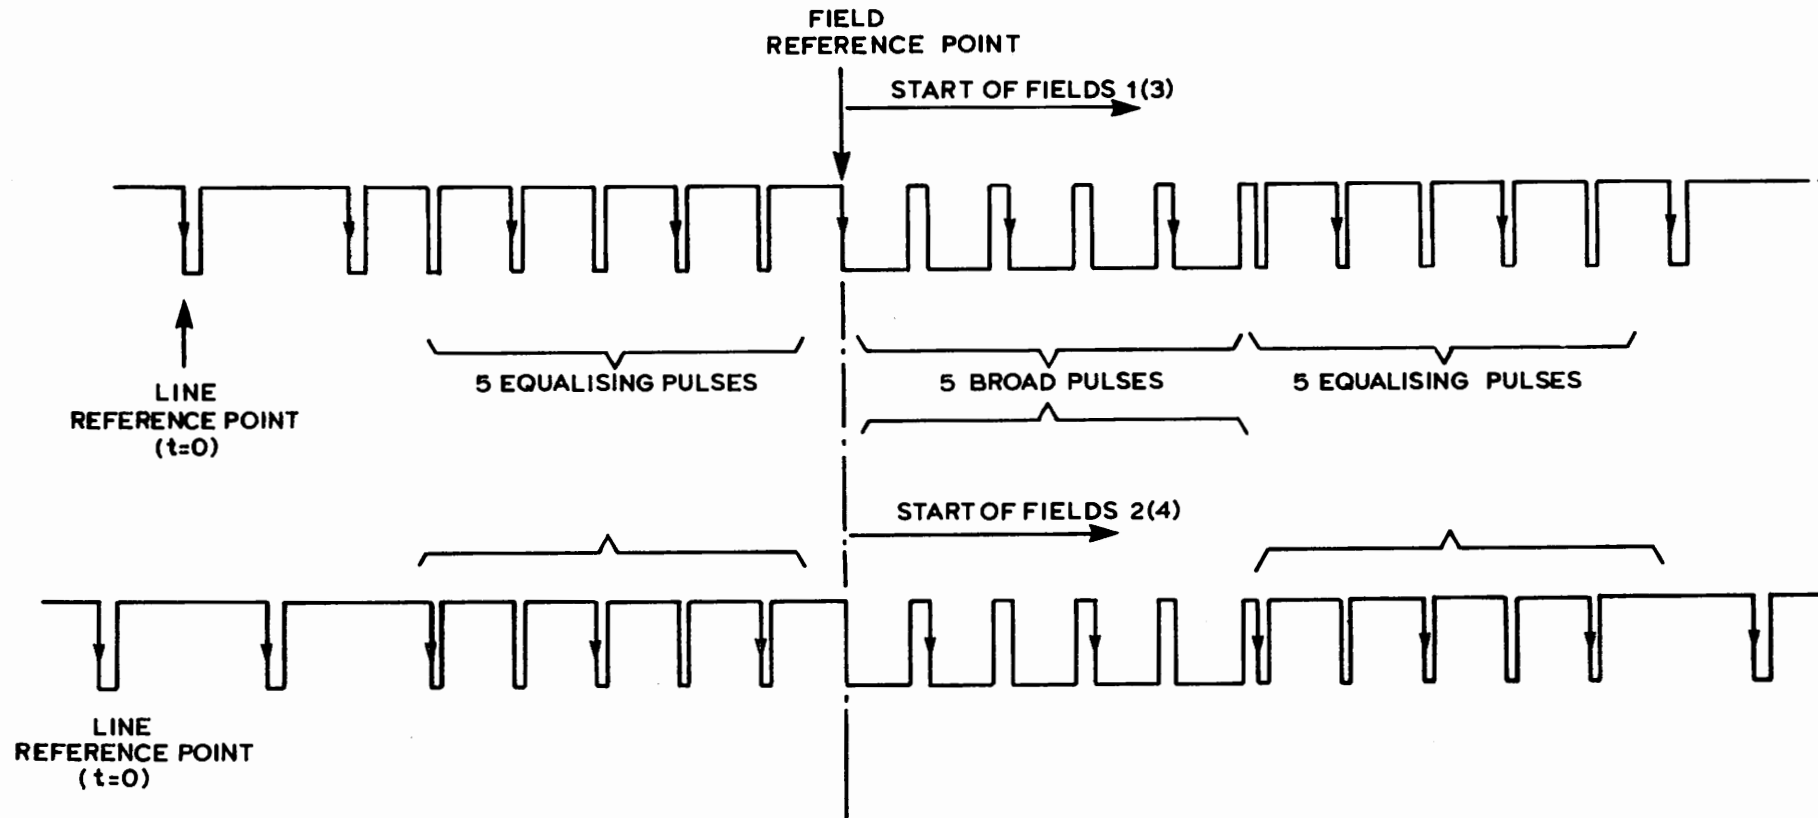 FIELD
REFERENCE POINT
START OF FIELDS 1(3)
5 EQUALISING PULSES
5 BROAD PULSES
5 EQUALISING PULSES
LINE
REFERENCE POINT
(t=0)
START OF FIELDS 2(4)
LINE
REFERENCE POINT
(t=0)